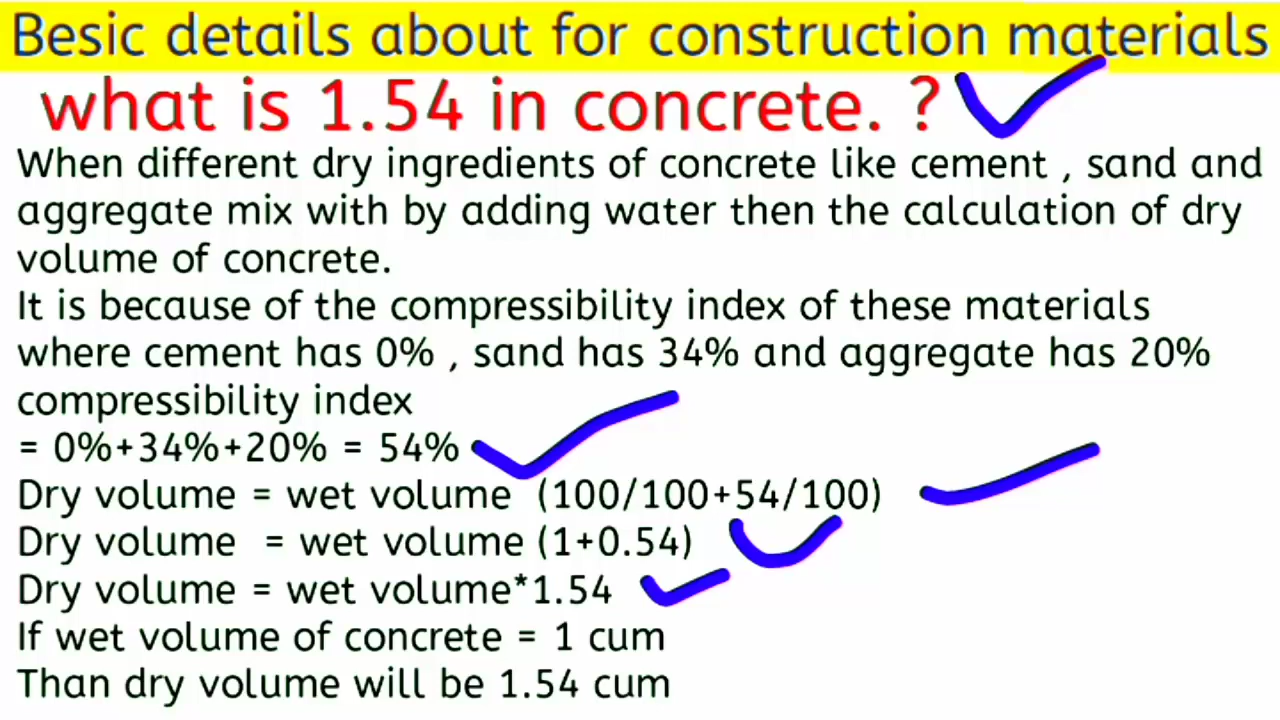 Besic details about for construction materials
what is 1.54 in concrete. ?
When different dry ingredients of concrete like cement , sand and
aggregate mix with by adding water then the calculation of dry
volume of concrete.
It is because of the compressibility index of these materials
where cement has 0% , sand has 34% and aggregate has 20%
compressibility index
= 0%+34%+20% = 54%
Dry volume = wet volume (100/100+54/100)
Dry volume = wet volume (1+0.54)
Dry volume = wet volume*1.54
If wet volume of concrete = 1 cum
Than dry volume will be 1.54 cum